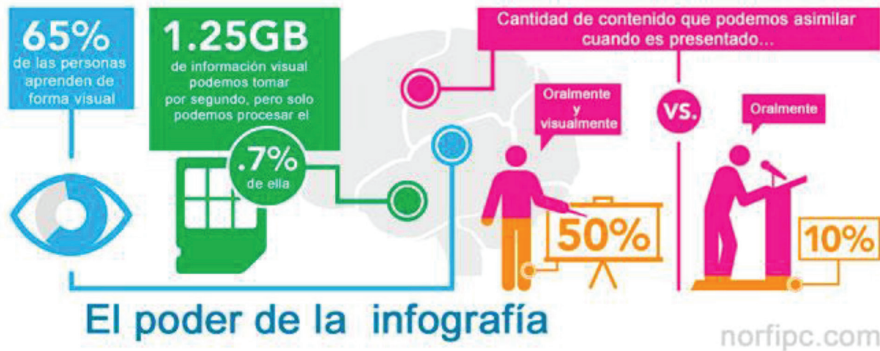 65%
de las personas
aprenden de
forma visual
1.25GB
de información visual
podemos tomar
por segundo, pero solo
podemos procesar el
.7%
de ella
Cantidad de contenido que podemos asimilar
cuando es presentado...
Oralmente
y
visualmente
VS.
Oralmente
50%
10%
El poder de la infografía
norfipc.com